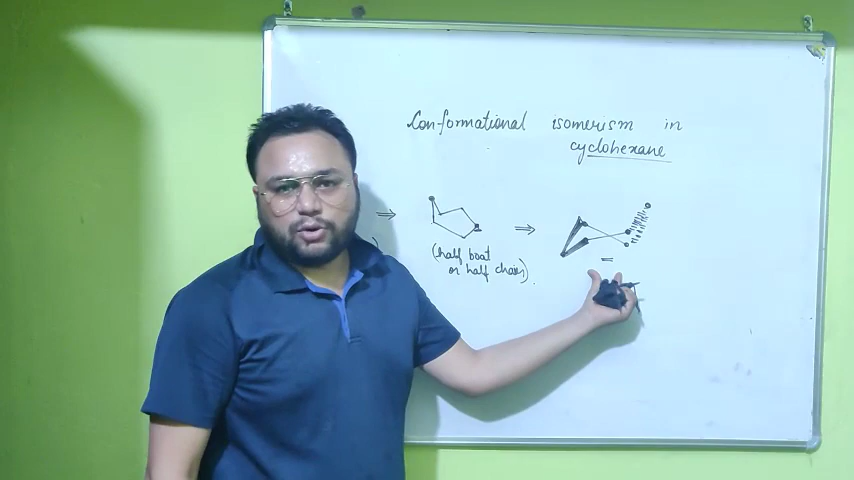 Conformational isomerism in
cyclohexane
(half boat
or half chair)